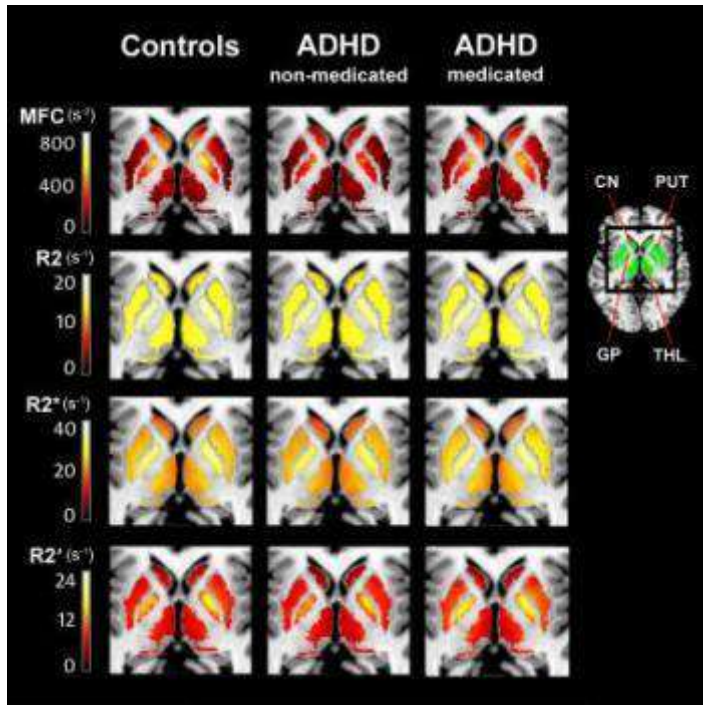 Controls ADHD ADHD
non-medicated medicated
MFC (s⁻²)
800
400
0
R2 (s⁻¹)
20
10
0
R2* (s⁻¹)
40
20
0
R2' (s⁻¹)
24
12
0
CN PUT
GP THL